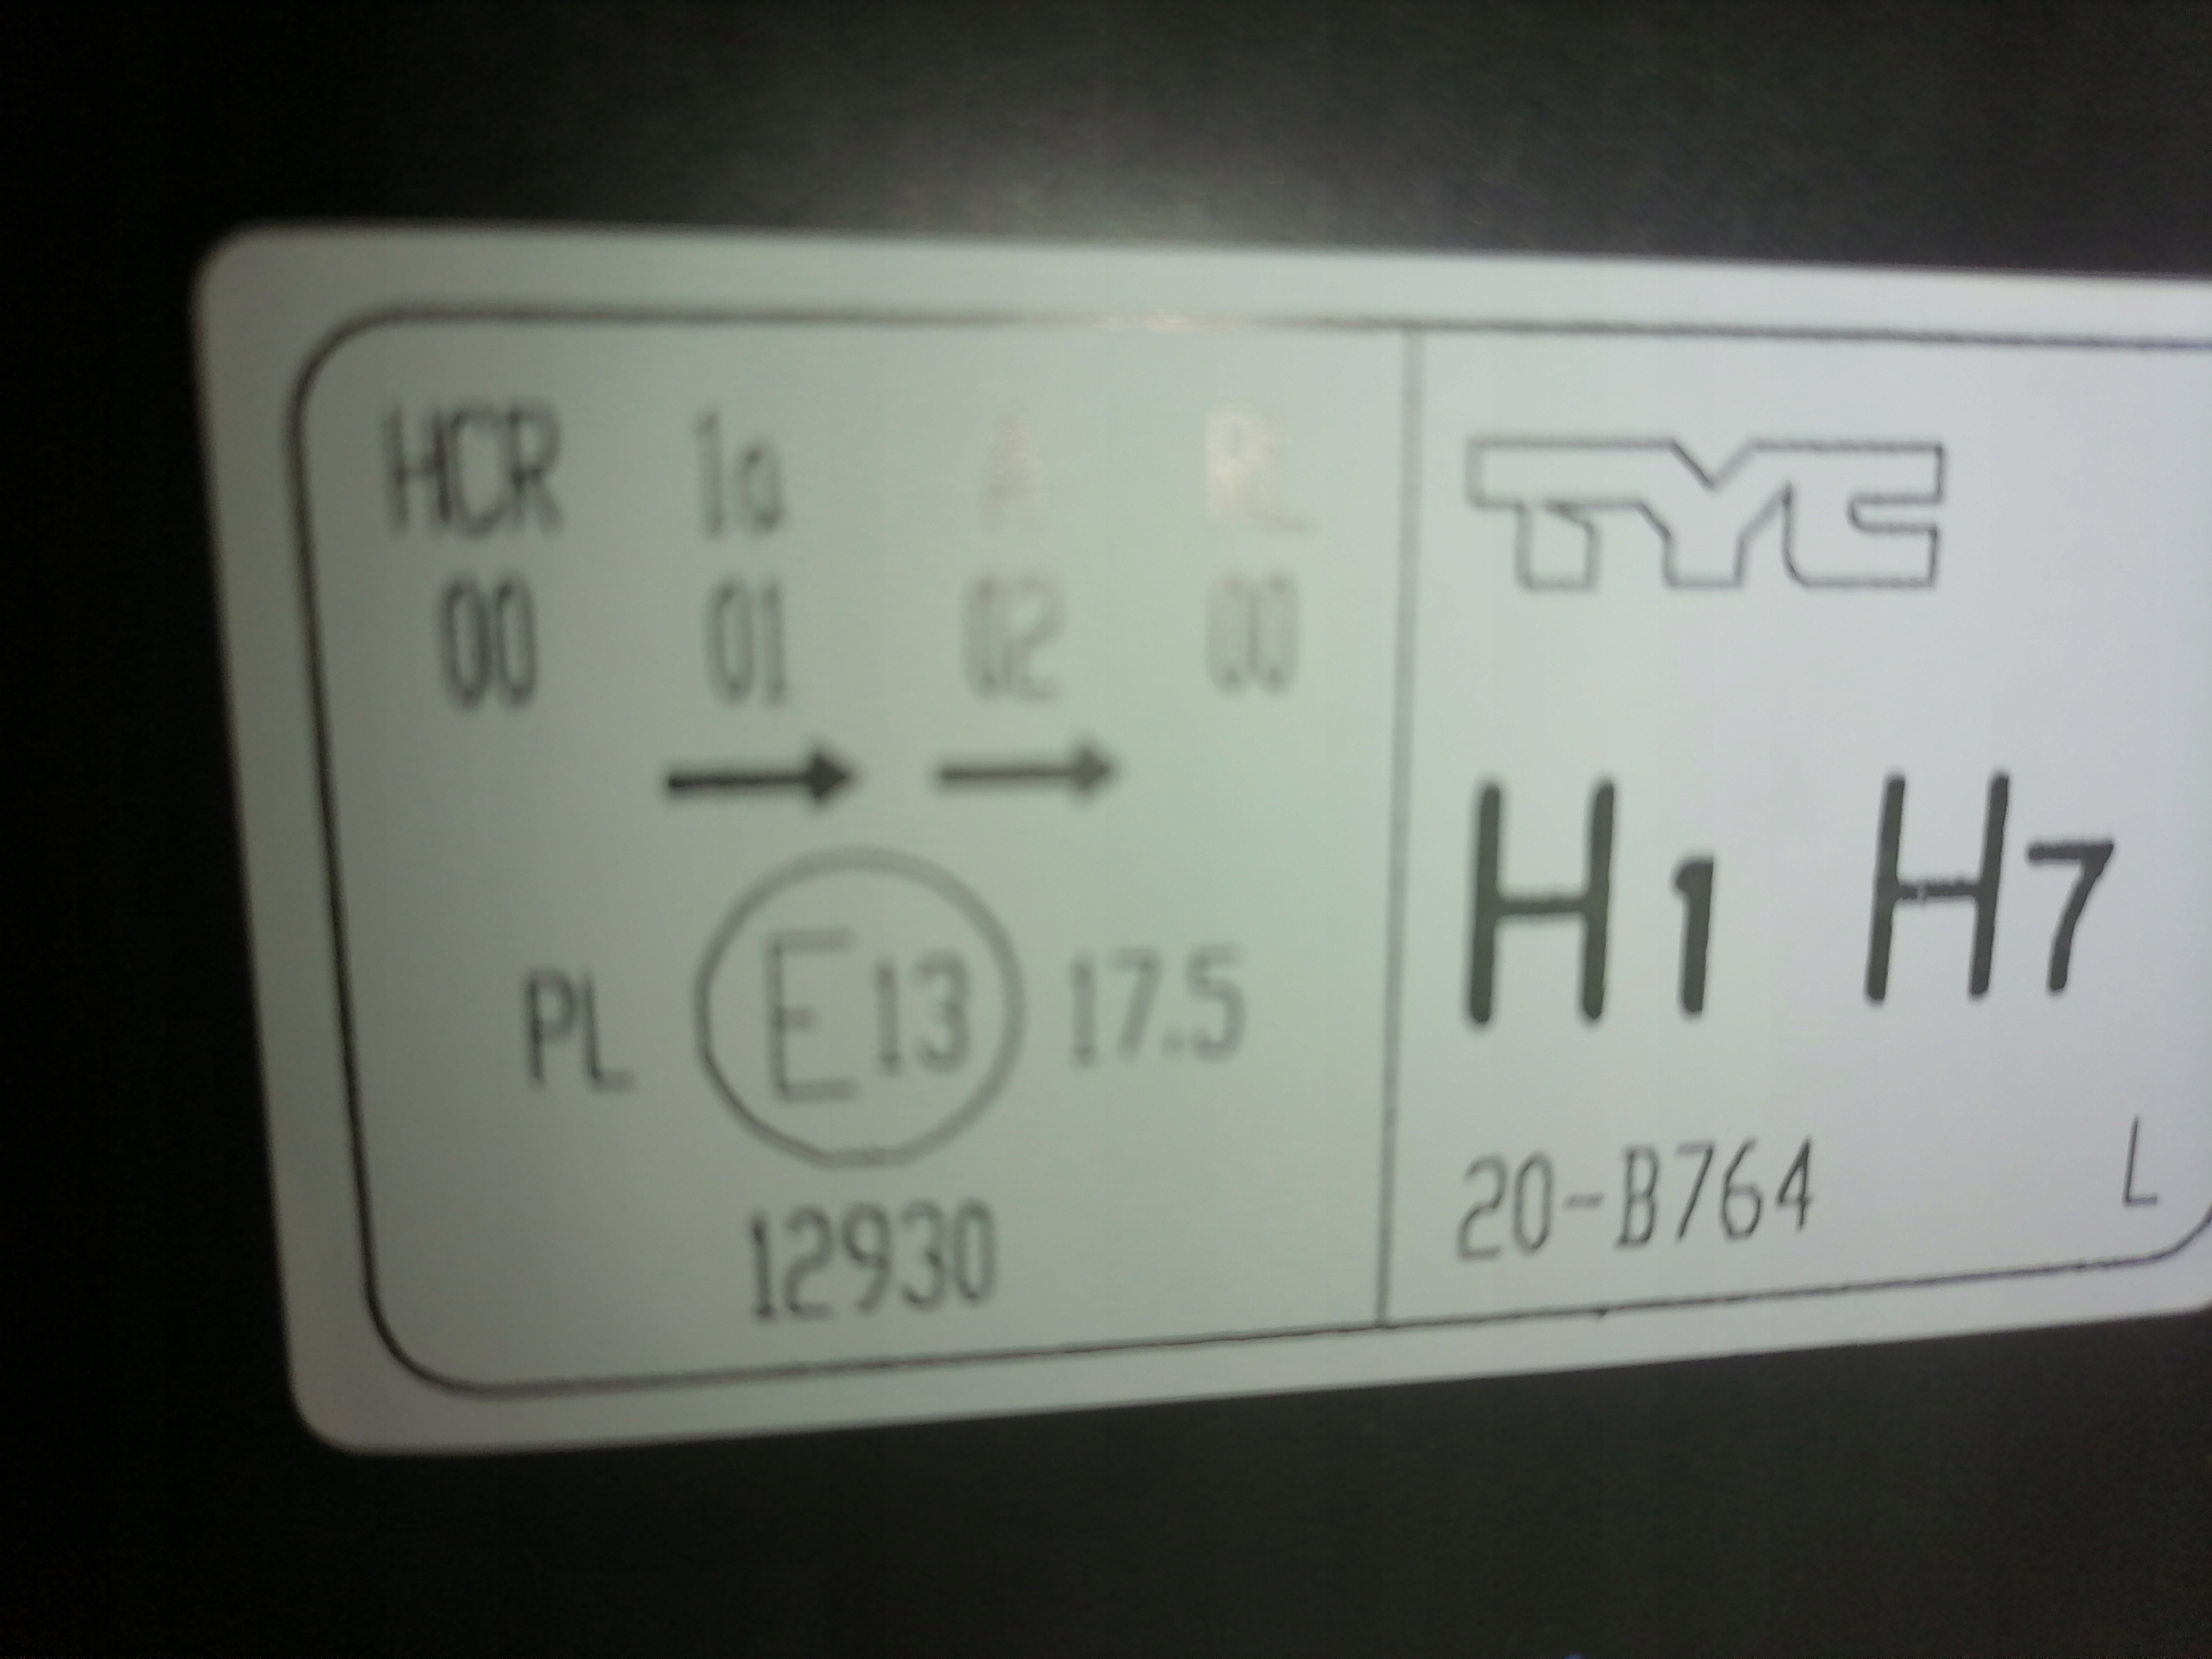 HCR 1a A RL
00 01 02 00
→ →
PL E13 17.5
12930
TYC
H1 H7
20-B764 L